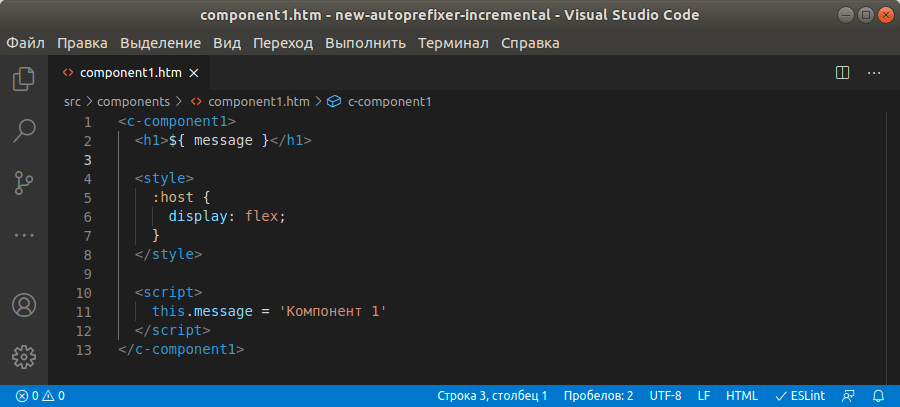 component1.htm - new-autoprefixer-incremental - Visual Studio Code
Файл Правка Выделение Вид Переход Выполнить Терминал Справка
<> component1.htm ×
src > components > <> component1.htm > c-component1
1 <c-component1>
2   <h1>${ message }</h1>
3
4   <style>
5     :host {
6       display: flex;
7     }
8   </style>
9
10   <script>
11     this.message = 'Компонент 1'
12   </script>
13 </c-component1>
0 0 Строка 3, столбец 1 Пробелов: 2 UTF-8 LF HTML ESLint